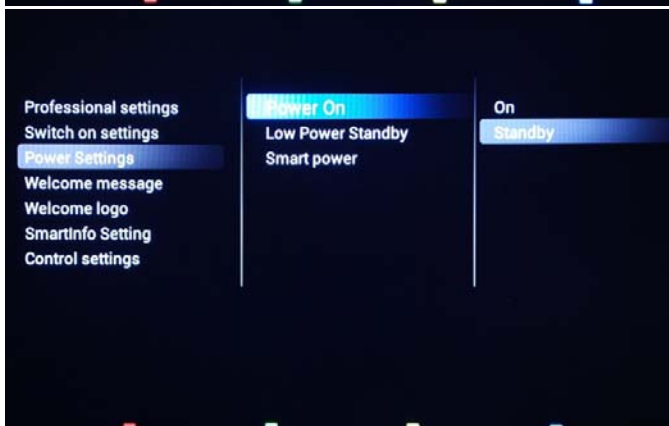 Professional settings
Switch on settings
Power Settings
Welcome message
Welcome logo
SmartInfo Setting
Control settings
Power On
Low Power Standby
Smart power
On
Standby